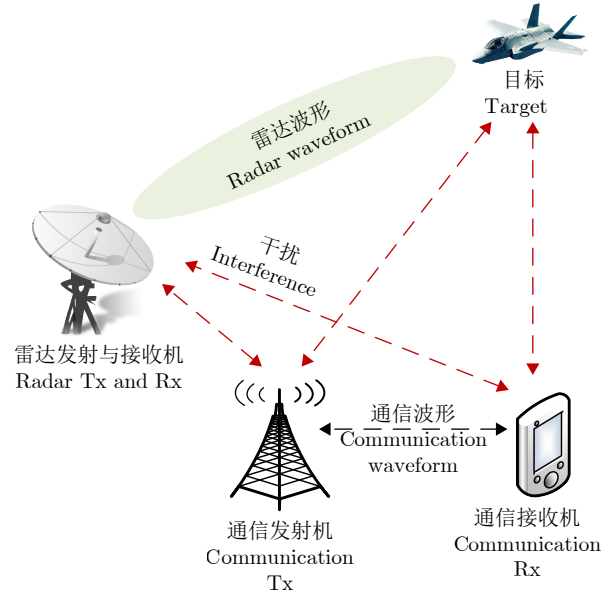 目标
Target
雷达波形
Radar waveform
干扰
Interference
雷达发射与接收机
Radar Tx and Rx
通信波形
Communication
waveform
通信发射机
Communication
Tx
通信接收机
Communication
Rx